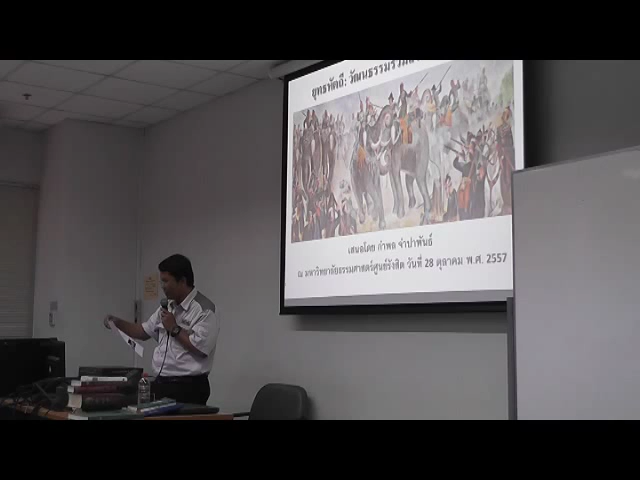 ยุทธหัตถี: วัฒนธรรมร่วม
เสนอโดย กำพล จำปาพันธ์
ณ มหาวิทยาลัยธรรมศาสตร์ศูนย์รังสิต วันที่ 28 ตุลาคม พ.ศ. 2557